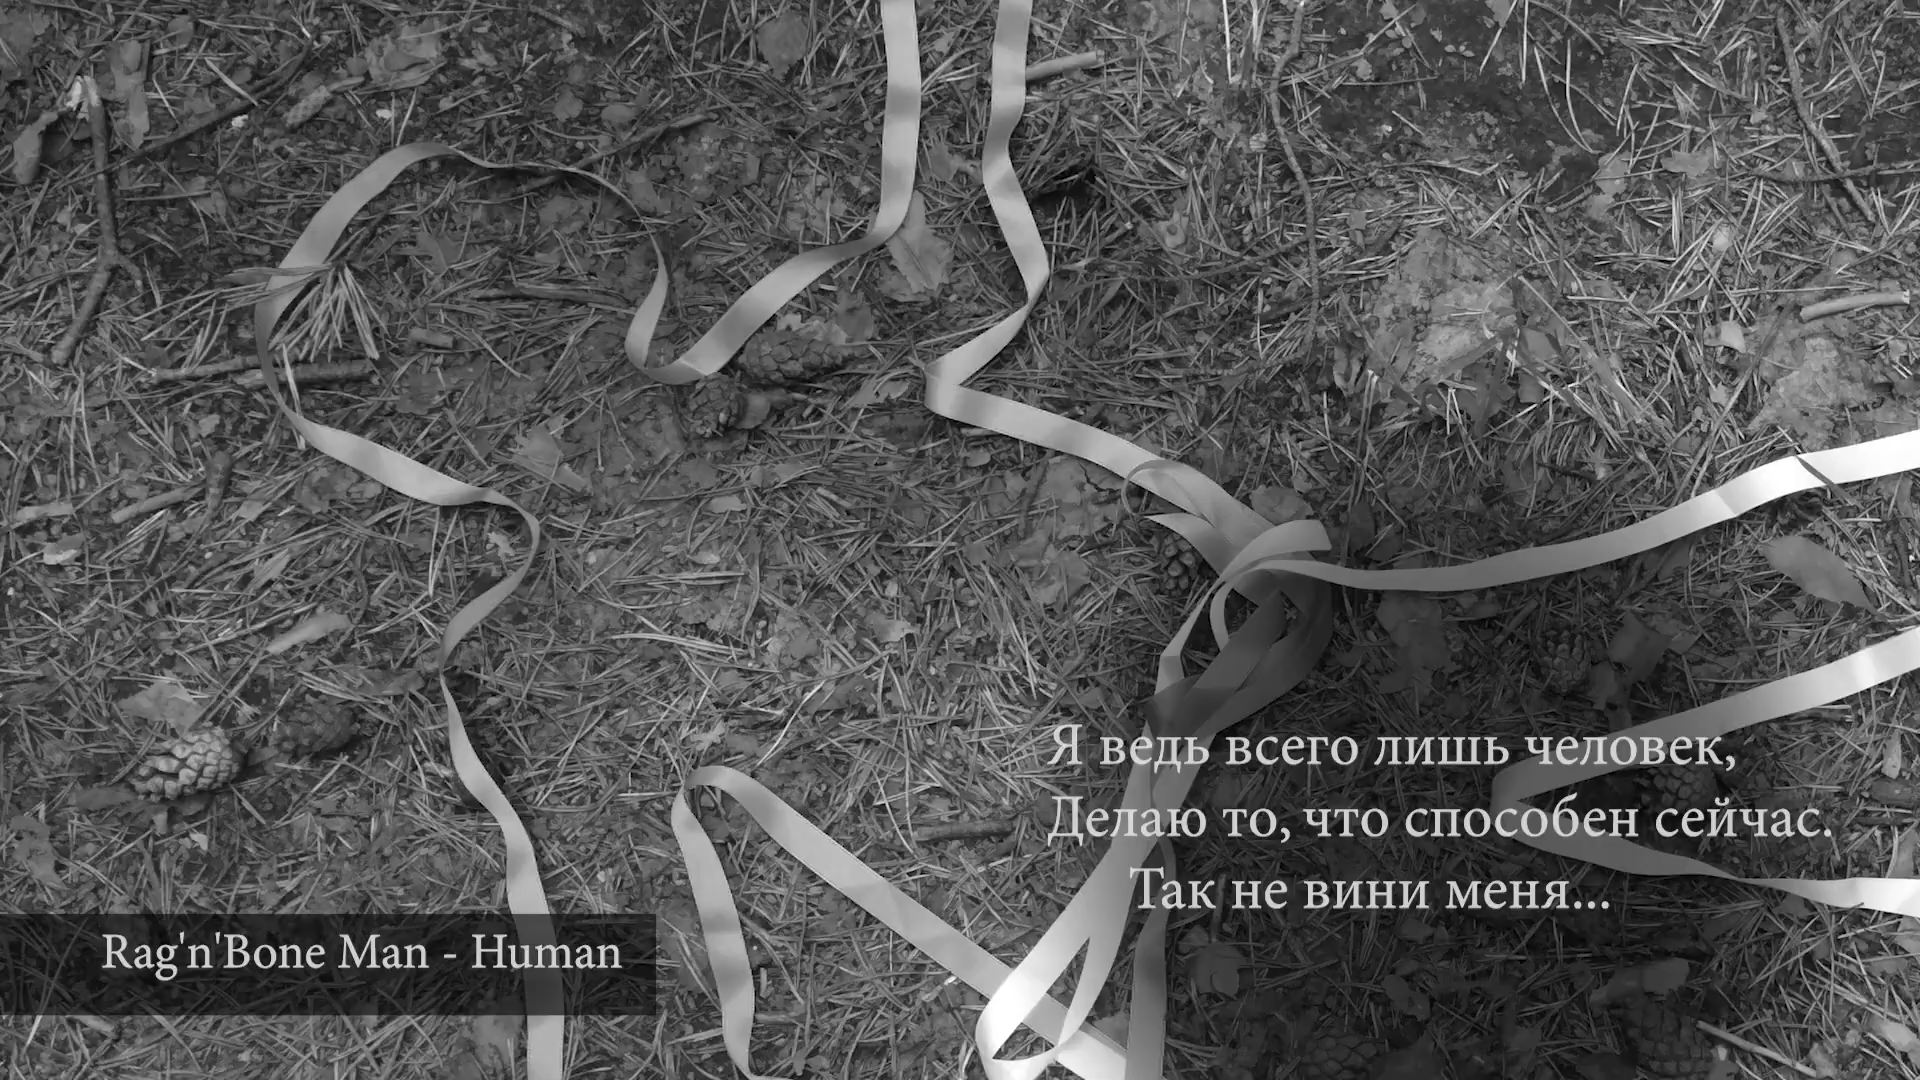 Я ведь всего лишь человек,
Делаю то, что способен сейчас.
Так не вини меня...
Rag'n'Bone Man - Human